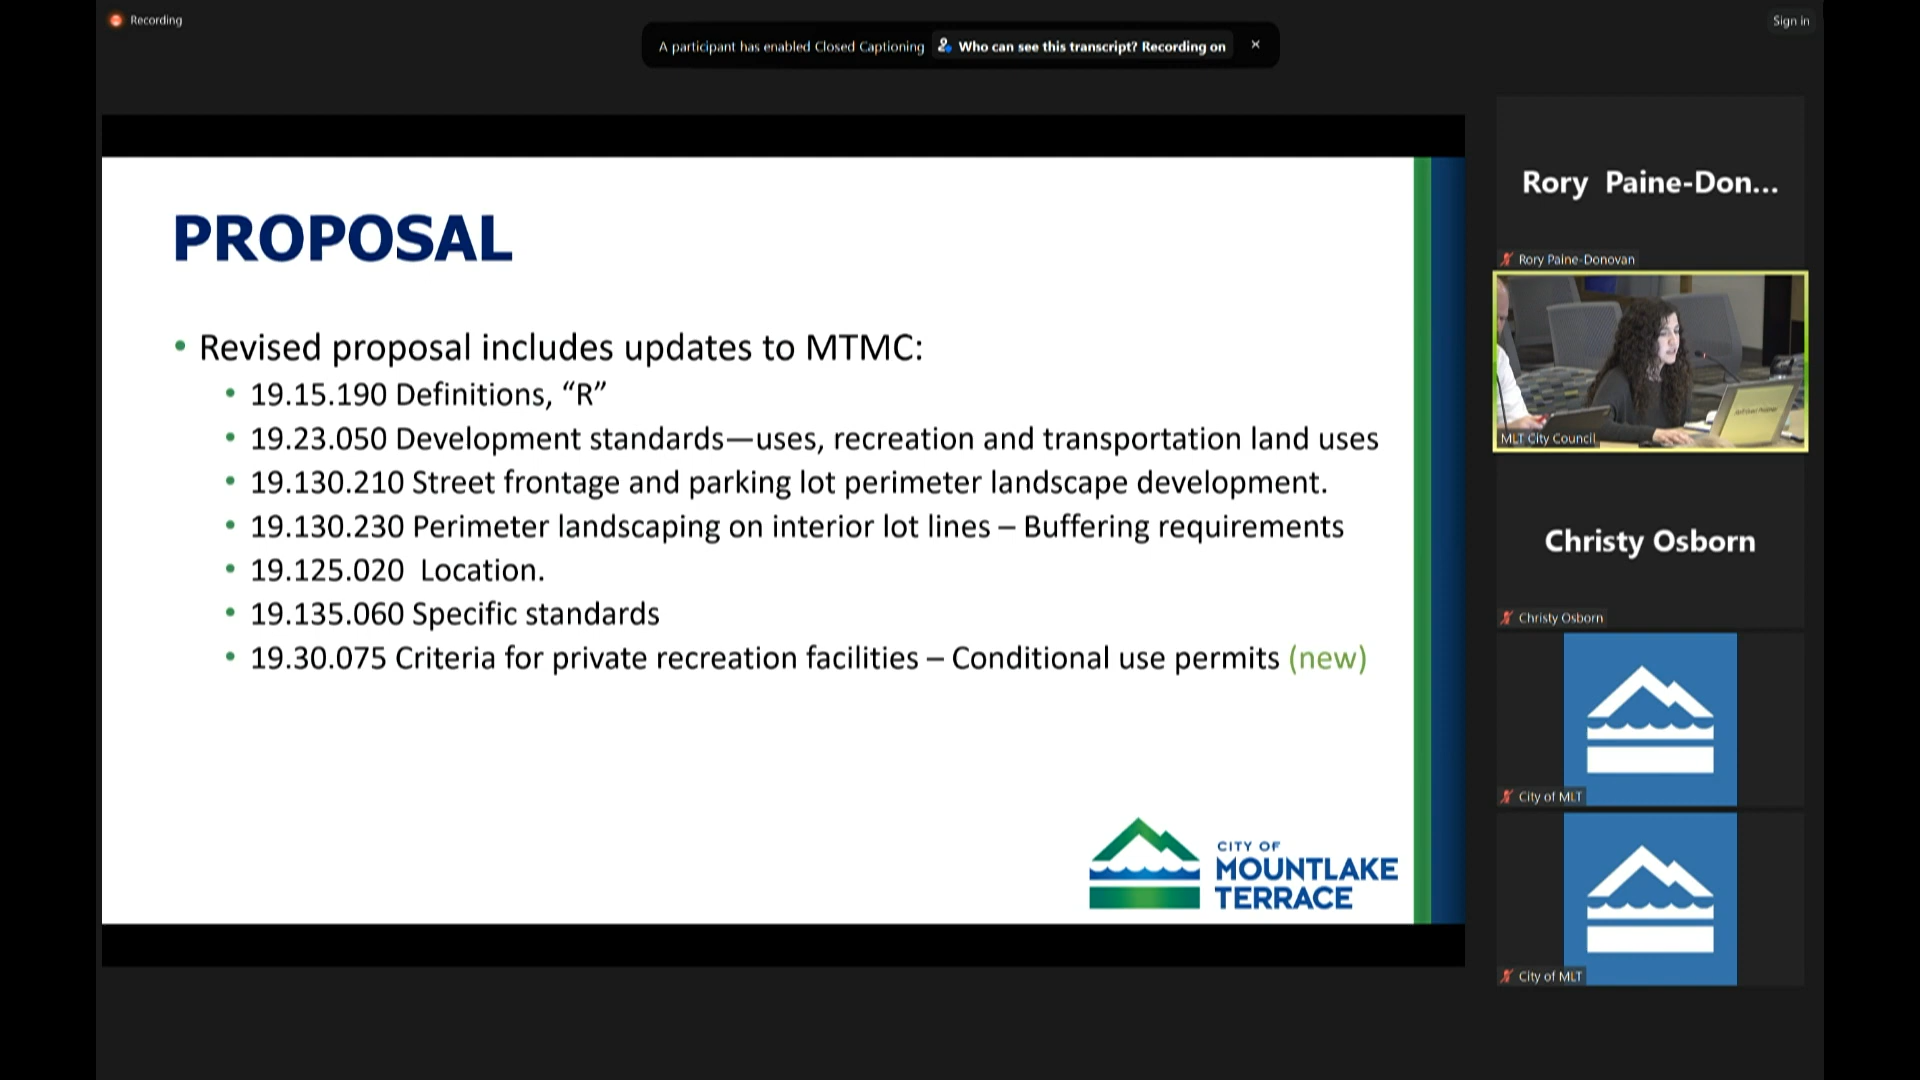 Recording
Sign in
A participant has enabled Closed Captioning Who can see this transcript? Recording on
PROPOSAL
• Revised proposal includes updates to MTMC:
• 19.15.190 Definitions, “R”
• 19.23.050 Development standards—uses, recreation and transportation land uses
• 19.130.210 Street frontage and parking lot perimeter landscape development.
• 19.130.230 Perimeter landscaping on interior lot lines – Buffering requirements
• 19.125.020 Location.
• 19.135.060 Specific standards
• 19.30.075 Criteria for private recreation facilities – Conditional use permits (new)
CITY OF
MOUNTLAKE
TERRACE
Rory Paine-Don...
Rory Paine-Donovan
MLT City Council
Christy Osborn
Christy Osborn
City of MLT
City of MLT